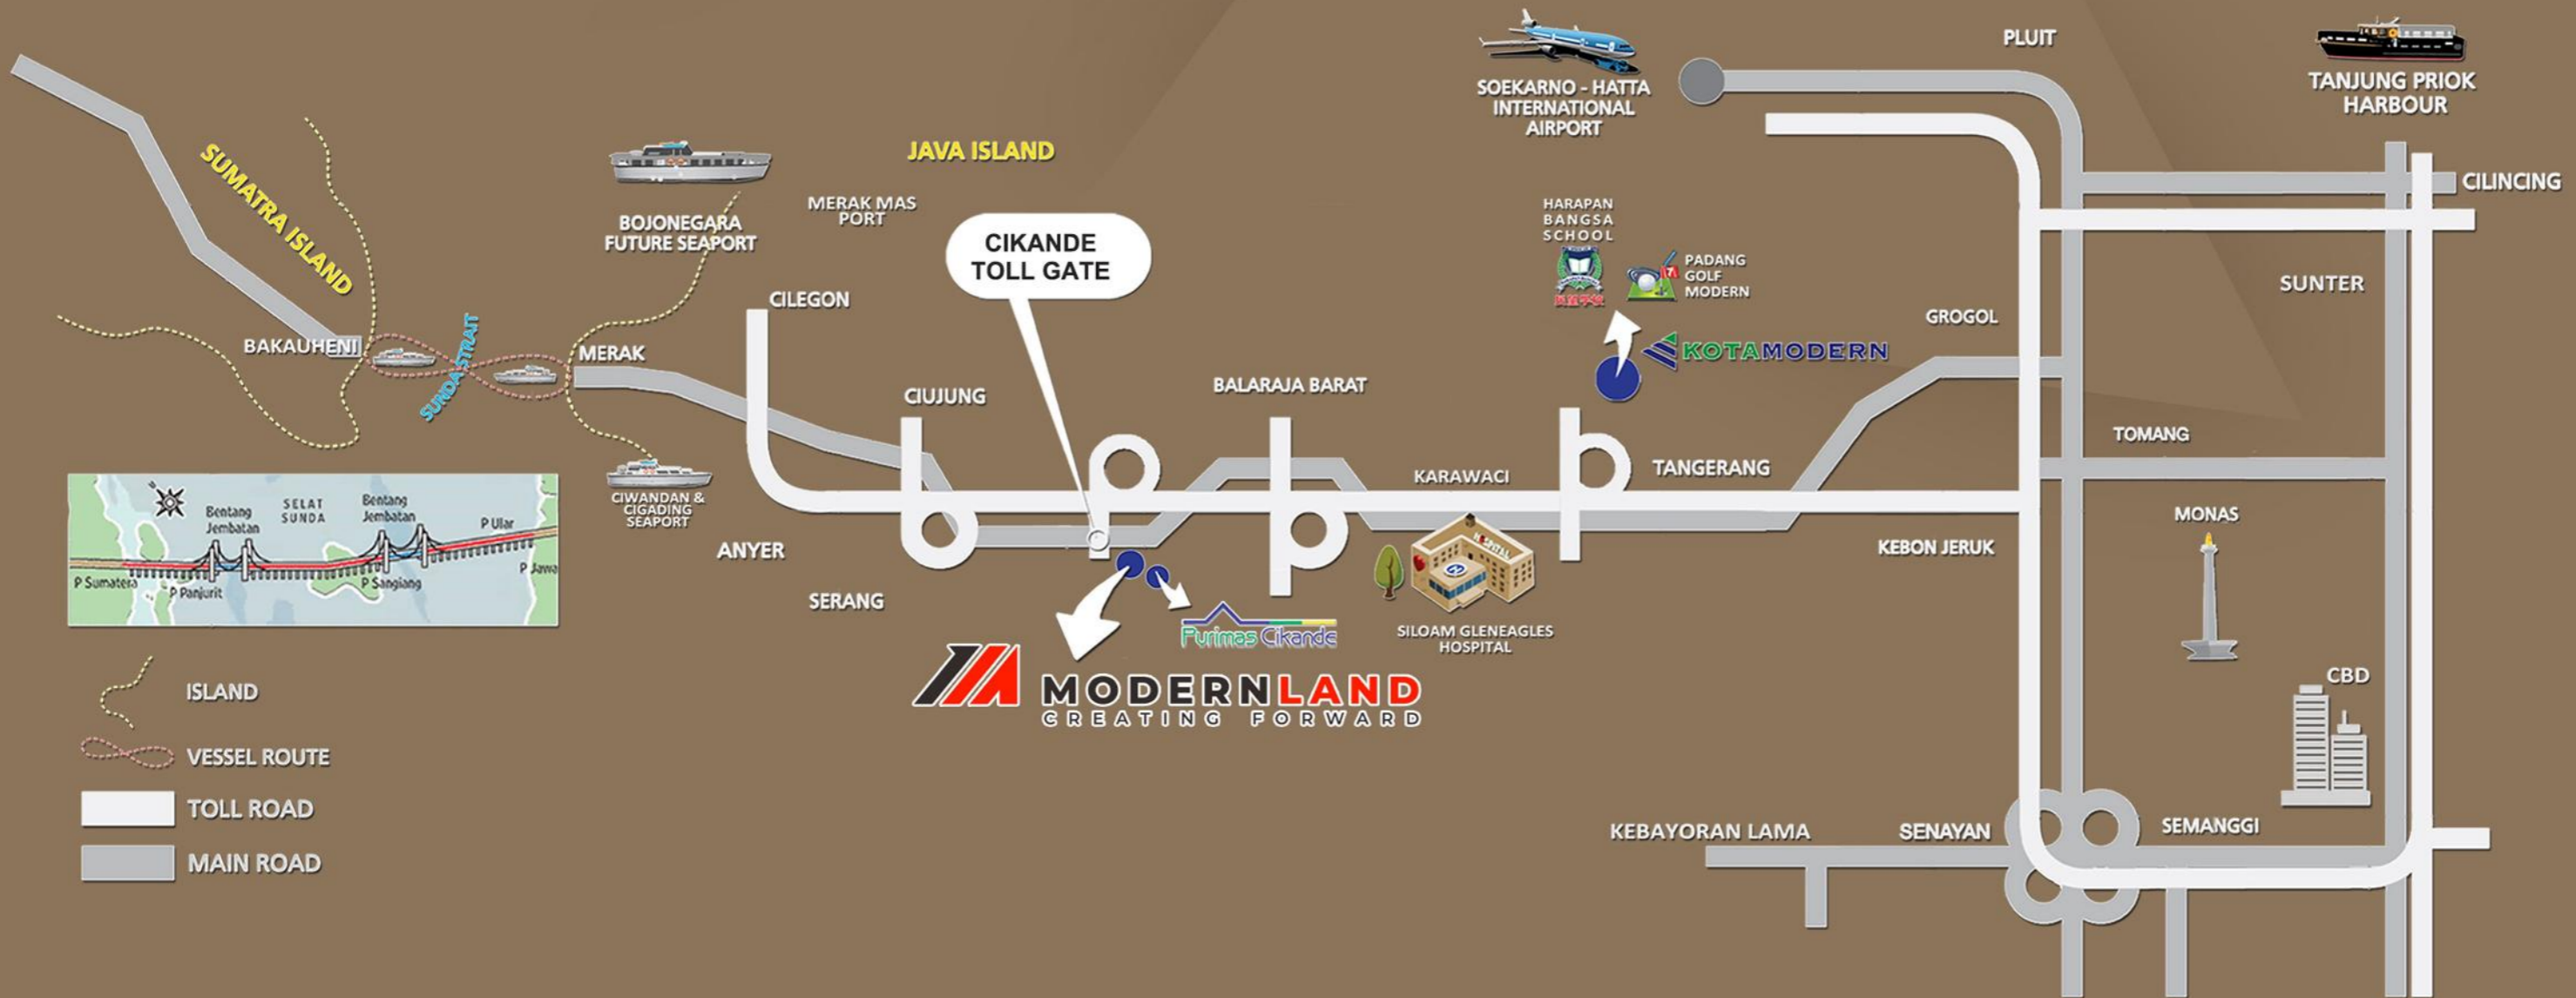 PLUIT
SOEKARNO - HATTA
INTERNATIONAL
AIRPORT
TANJUNG PRIOK
HARBOUR
CILINCING
SUMATRA ISLAND
JAVA ISLAND
BOJONEGARA
FUTURE SEAPORT
MERAK MAS
PORT
CIKANDE
TOLL GATE
HARAPAN
BANGSA
SCHOOL
PADANG
GOLF
MODERN
SUNTER
CILEGON
GROGOL
KOTAMODERN
BAKAUHENI
SUNDA STRAIT
MERAK
CIUJUNG
BALARAJA BARAT
TOMANG
KARAWACI
TANGERANG
CIWANDAN &
CIGADING
SEAPORT
ANYER
SERANG
HOSPITAL
KEBON JERUK
MONAS
Bentang
Jembatan
SELAT
SUNDA
Bentang
Jembatan
P Ular
P Sumatera
P Panjurit
P Sangiang
P Jawa
Purimas Cikande
SILOAM GLENEAGLES
HOSPITAL
MODERNLAND
CREATING FORWARD
CBD
ISLAND
VESSEL ROUTE
TOLL ROAD
MAIN ROAD
KEBAYORAN LAMA
SENAYAN
SEMANGGI